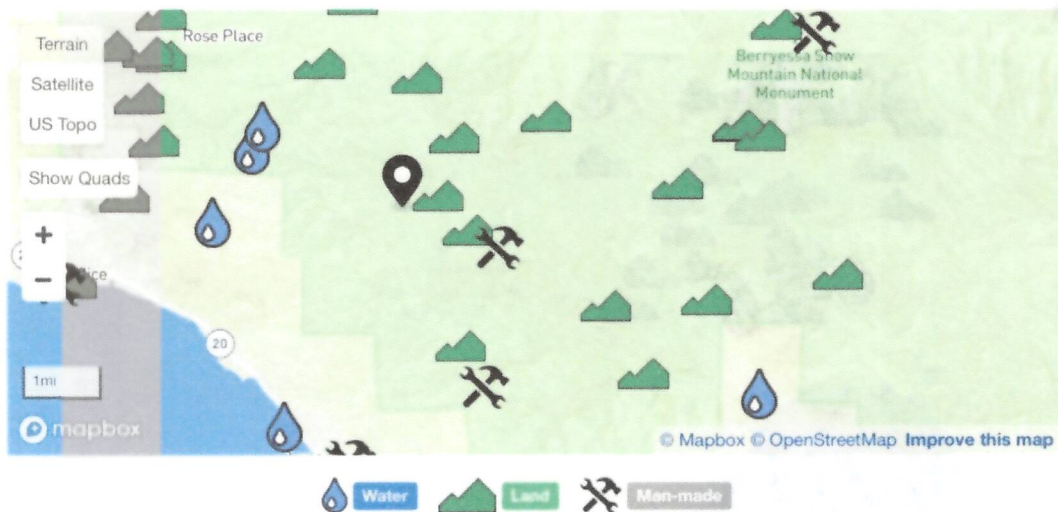 Terrain
Rose Place
Satellite
Berryessa Snow
Mountain National
Monument
US Topo
Show Quads
+
−
20
1mi
mapbox
© Mapbox © OpenStreetMap Improve this map
Water
Land
Man-made